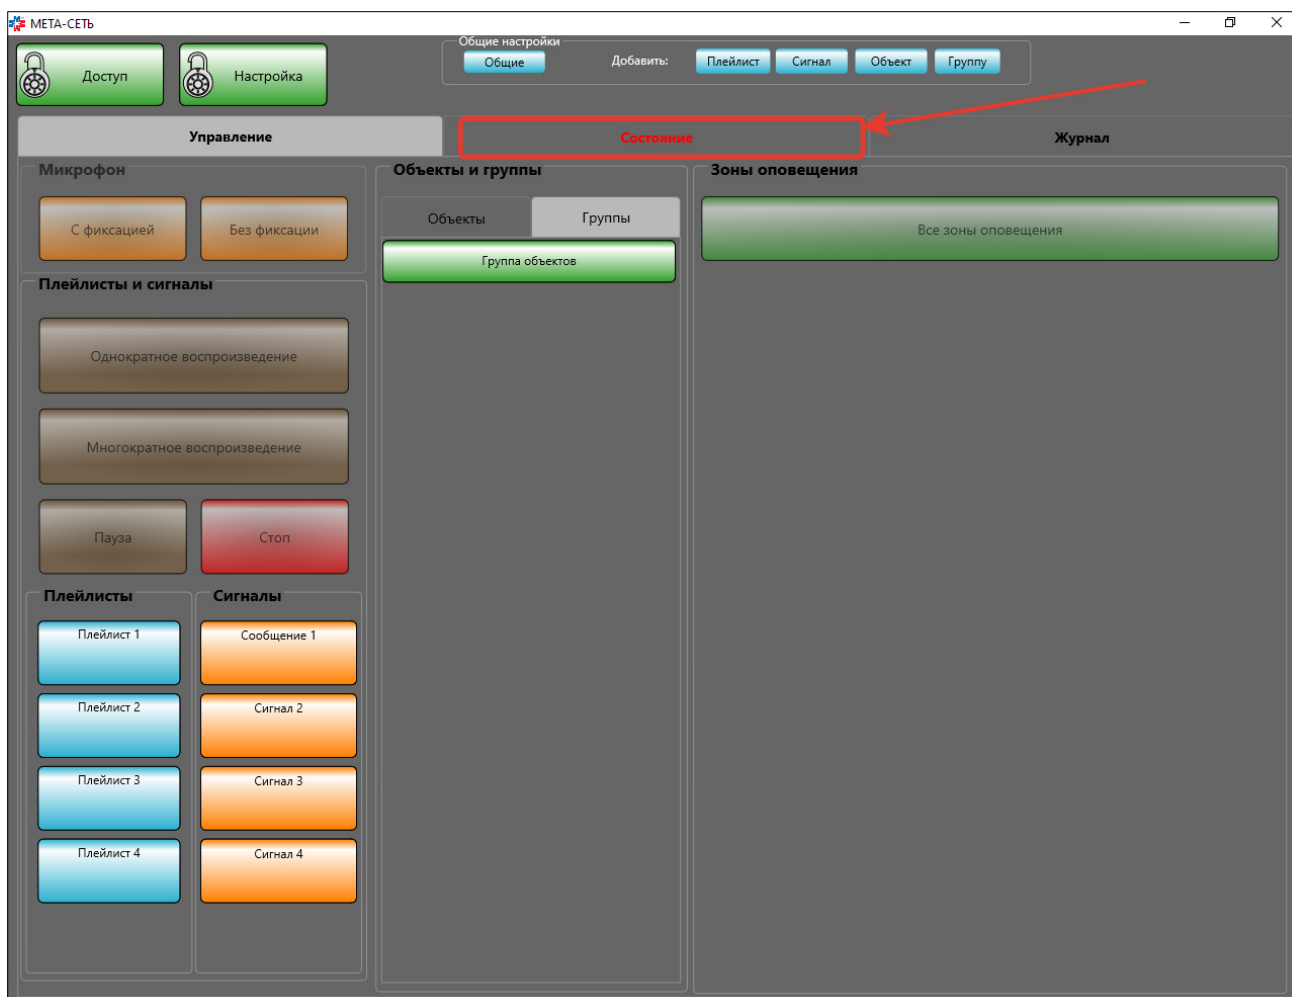 МЕТА-СЕТЬ
Общие настройки
Доступ
Настройка
Общие
Добавить:
Плейлист
Сигнал
Объект
Группу
Управление
Состояние
Журнал
Микрофон
С фиксацией
Без фиксации
Плейлисты и сигналы
Однократное воспроизведение
Многократное воспроизведение
Пауза
Стоп
Плейлисты
Сигналы
Плейлист 1
Сообщение 1
Плейлист 2
Сигнал 2
Плейлист 3
Сигнал 3
Плейлист 4
Сигнал 4
Объекты и группы
Объекты
Группы
Группа объектов
Зоны оповещения
Все зоны оповещения